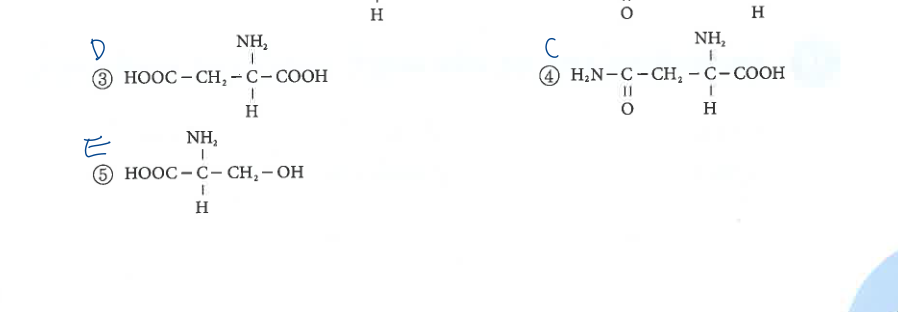 H
O H
D
NH₂
③ HOOC－CH₂－C－COOH
H
C
NH₂
④ H₂N－C－CH₂－C－COOH
O H
E
NH₂
⑤ HOOC－C－CH₂－OH
H